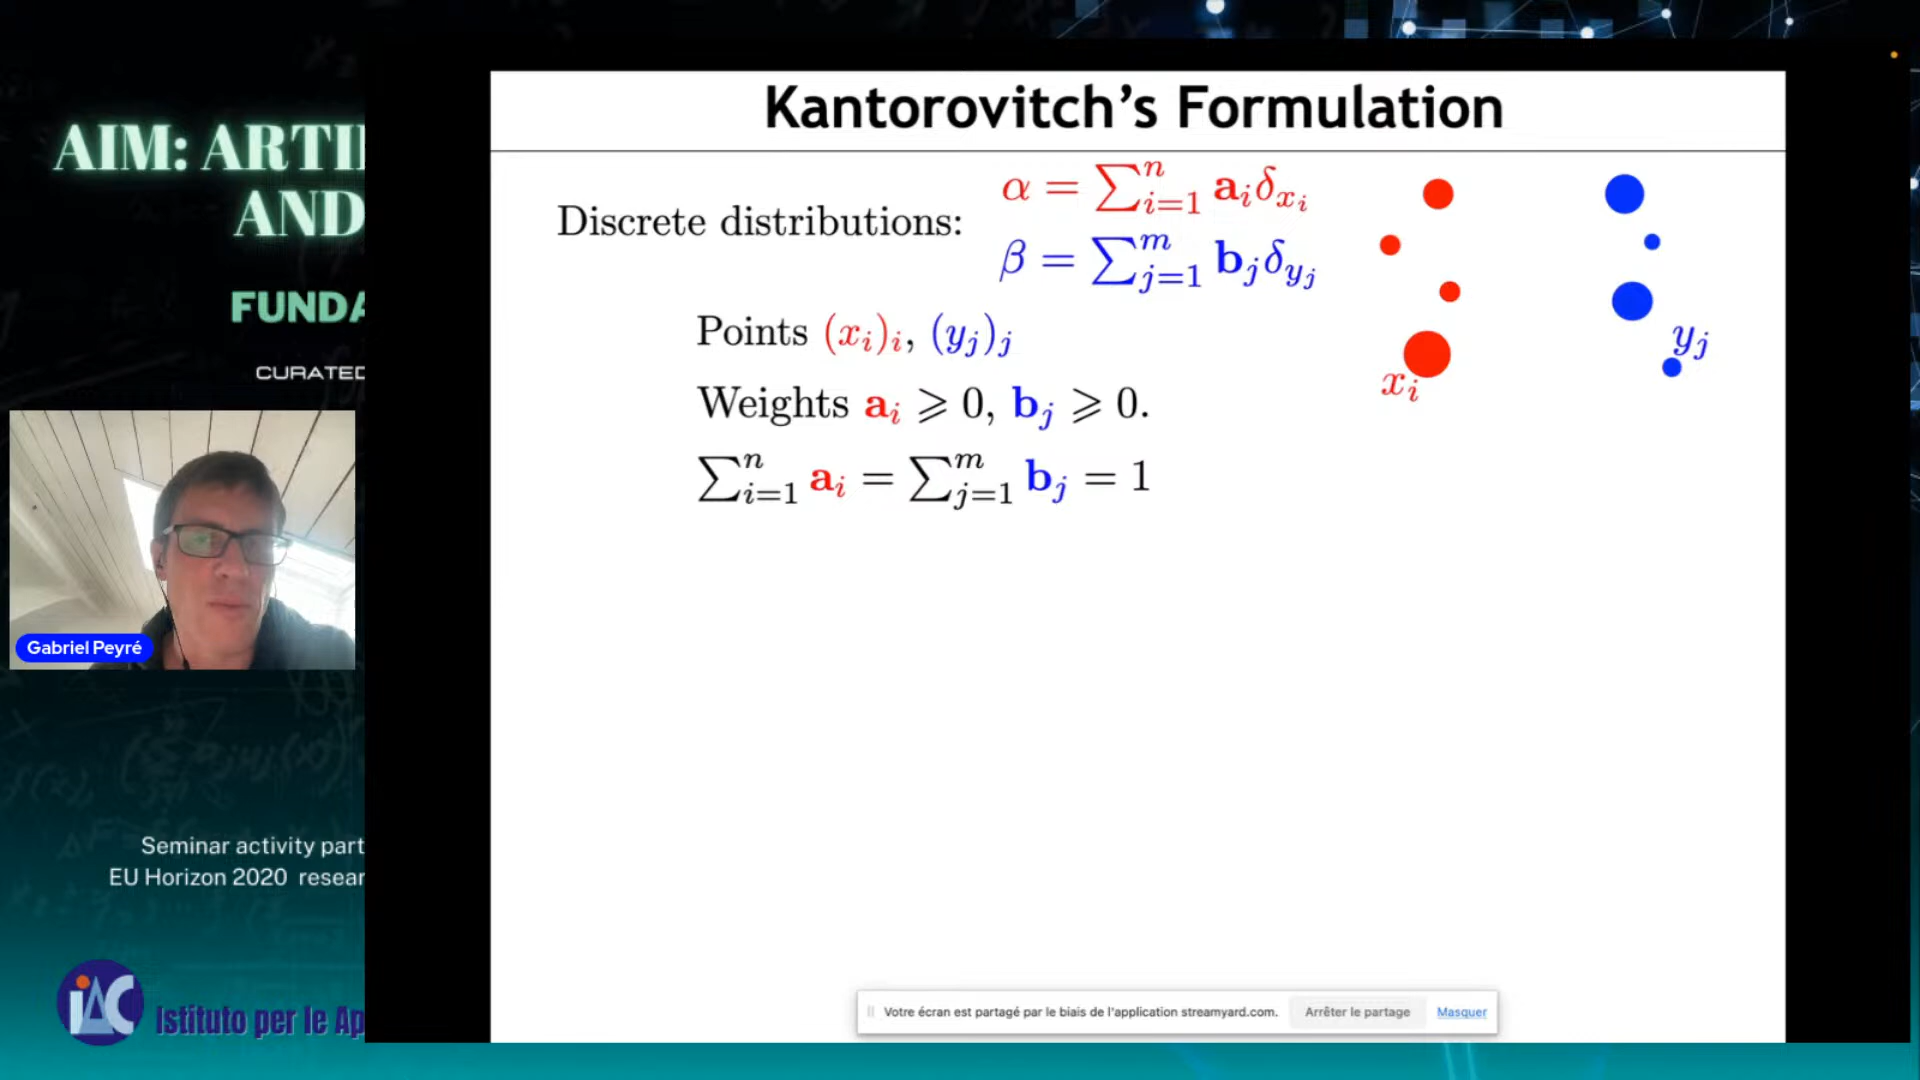 AIM: ARTI
AND
FUNDA
CURATED
Gabriel Peyré
Seminar activity part
EU Horizon 2020 resear
iAC Istituto per le Ap
Kantorovitch's Formulation
Discrete distributions:
α = ∑ⁿᵢ₌₁ aᵢδₓᵢ
β = ∑ᵐⱼ₌₁ bⱼδyⱼ
Points (xᵢ)ᵢ, (yⱼ)ⱼ
Weights aᵢ ⩾ 0, bⱼ ⩾ 0.
∑ⁿᵢ₌₁ aᵢ = ∑ᵐⱼ₌₁ bⱼ = 1
yⱼ
xᵢ
Votre écran est partagé par le biais de l'application streamyard.com. Arrêter le partage Masquer